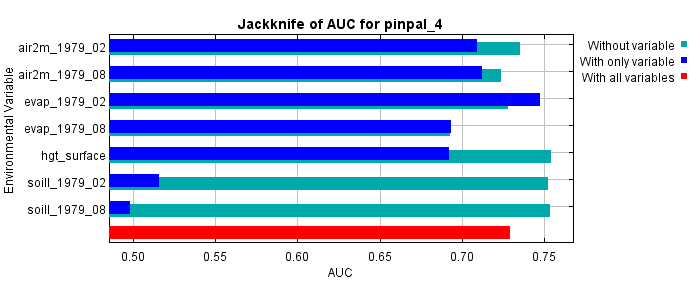 Jackknife of AUC for pinpal_4
Environmental Variable
air2m_1979_02
air2m_1979_08
evap_1979_02
evap_1979_08
hgt_surface
soill_1979_02
soill_1979_08
0.50 0.55 0.60 0.65 0.70 0.75
AUC
Without variable
With only variable
With all variables